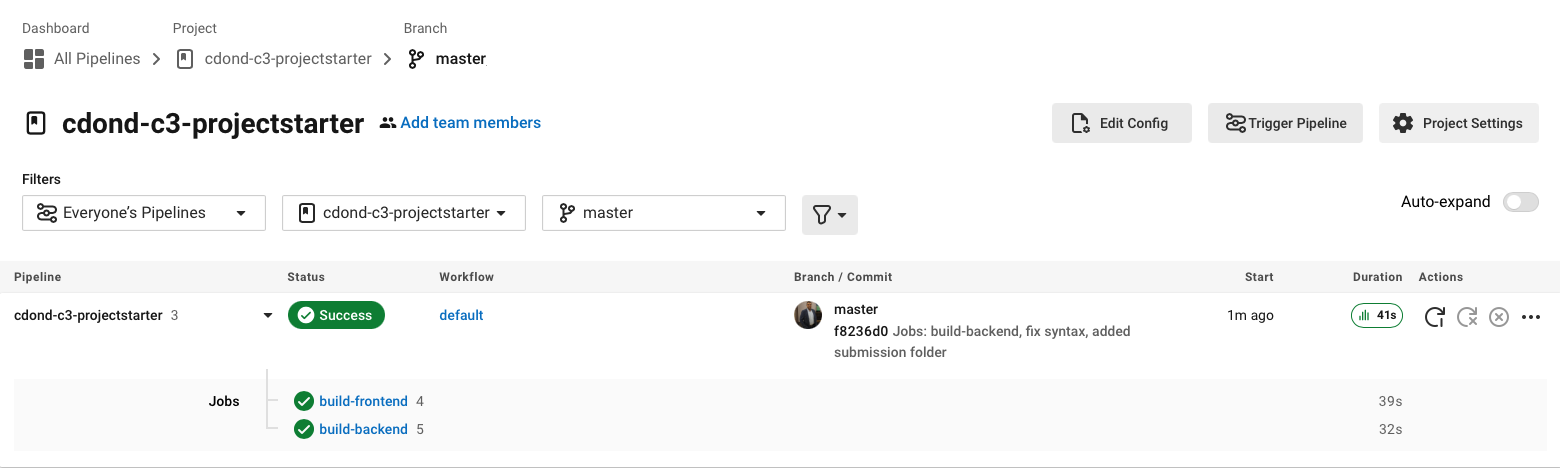 Dashboard Project Branch
All Pipelines cdond-c3-projectstarter master
cdond-c3-projectstarter Add team members Edit Config Trigger Pipeline Project Settings
Filters
Everyone’s Pipelines cdond-c3-projectstarter master Auto-expand
Pipeline Status Workflow Branch / Commit Start Duration Actions
cdond-c3-projectstarter 3 Success default master 1m ago 41s
f8236d0 Jobs: build-backend, fix syntax, added
submission folder
Jobs build-frontend 4 39s
build-backend 5 32s